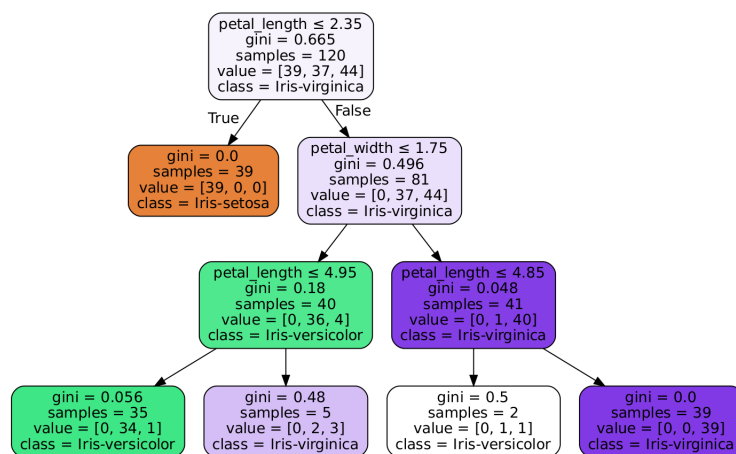 petal_length ≤ 2.35
gini = 0.665
samples = 120
value = [39, 37, 44]
class = Iris-virginica
True
False
gini = 0.0
samples = 39
value = [39, 0, 0]
class = Iris-setosa
petal_width ≤ 1.75
gini = 0.496
samples = 81
value = [0, 37, 44]
class = Iris-virginica
petal_length ≤ 4.95
gini = 0.18
samples = 40
value = [0, 36, 4]
class = Iris-versicolor
petal_length ≤ 4.85
gini = 0.048
samples = 41
value = [0, 1, 40]
class = Iris-virginica
gini = 0.056
samples = 35
value = [0, 34, 1]
class = Iris-versicolor
gini = 0.48
samples = 5
value = [0, 2, 3]
class = Iris-virginica
gini = 0.5
samples = 2
value = [0, 1, 1]
class = Iris-versicolor
gini = 0.0
samples = 39
value = [0, 0, 39]
class = Iris-virginica